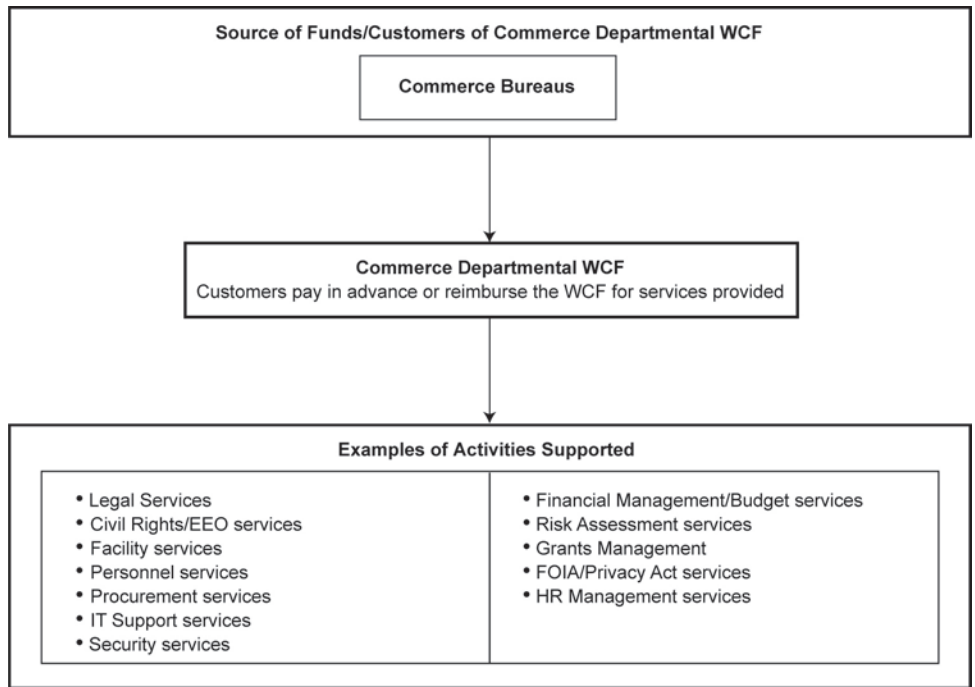 Source of Funds/Customers of Commerce Departmental WCF
Commerce Bureaus
Commerce Departmental WCF
Customers pay in advance or reimburse the WCF for services provided
Examples of Activities Supported
• Legal Services
• Civil Rights/EEO services
• Facility services
• Personnel services
• Procurement services
• IT Support services
• Security services
• Financial Management/Budget services
• Risk Assessment services
• Grants Management
• FOIA/Privacy Act services
• HR Management services